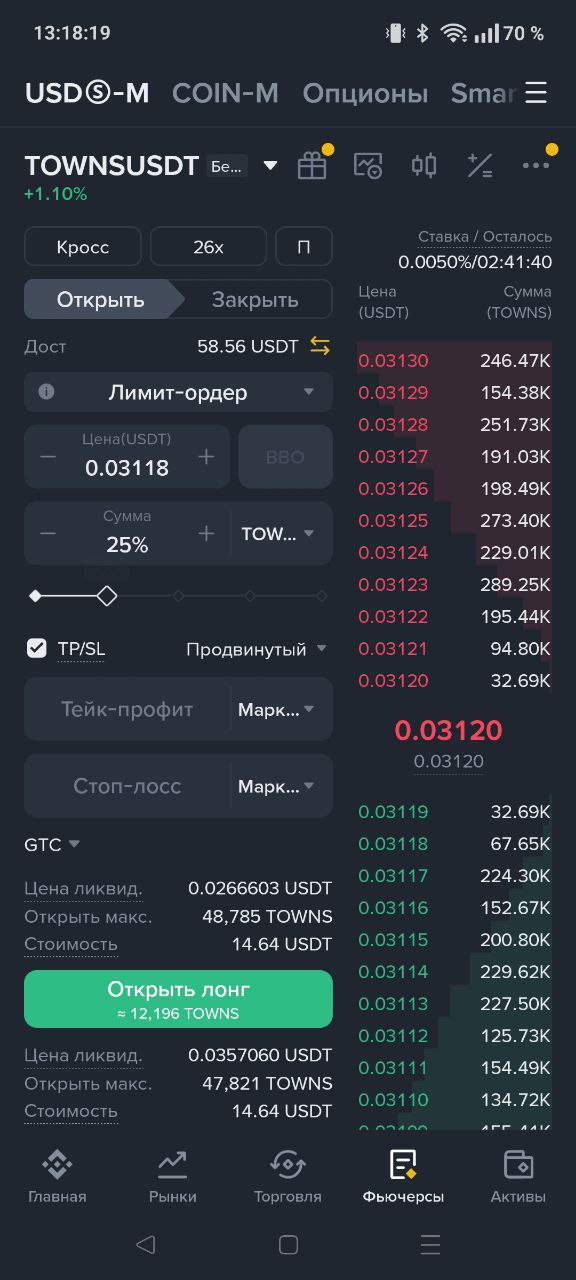 13:18:19
70 %
USDⓈ-M COIN-M Опционы Smar
TOWNSUSDT Бе...
+1.10%
Кросс 26x П
Ставка / Осталось
0.0050%/02:41:40
Открыть Закрыть
Цена (USDT) Сумма (TOWNS)
Дост 58.56 USDT
Лимит-ордер
Цена(USDT)
0.03118
BBO
Сумма
25%
TOW...
TP/SL Продвинутый
Тейк-профит Марк...
Стоп-лосс Марк...
GTC
Цена ликвид. 0.0266603 USDT
Открыть макс. 48,785 TOWNS
Стоимость 14.64 USDT
Открыть лонг
≈ 12,196 TOWNS
Цена ликвид. 0.0357060 USDT
Открыть макс. 47,821 TOWNS
Стоимость 14.64 USDT
0.03130 246.47K
0.03129 154.38K
0.03128 251.73K
0.03127 191.03K
0.03126 198.49K
0.03125 273.40K
0.03124 229.01K
0.03123 289.25K
0.03122 195.44K
0.03121 94.80K
0.03120 32.69K
0.03120
0.03120
0.03119 32.69K
0.03118 67.65K
0.03117 224.30K
0.03116 152.67K
0.03115 200.80K
0.03114 229.62K
0.03113 227.50K
0.03112 125.73K
0.03111 154.49K
0.03110 134.72K
Главная Рынки Торговля Фьючерсы Активы